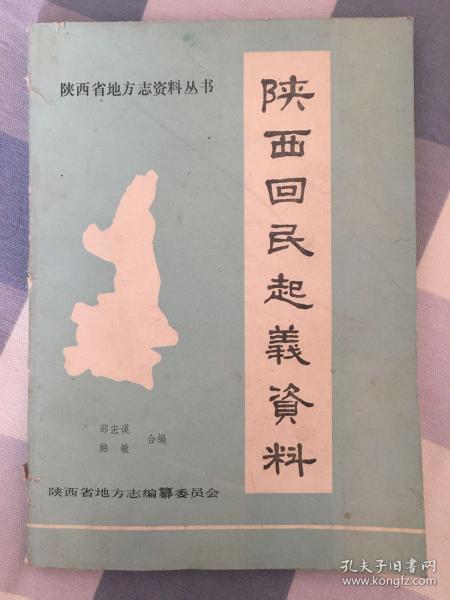 陕西省地方志资料丛书
陕西回民起義資料
邵宏谟
韩敏 合编
陕西省地方志编纂委员会
孔夫子旧书网
www.kongfz.com